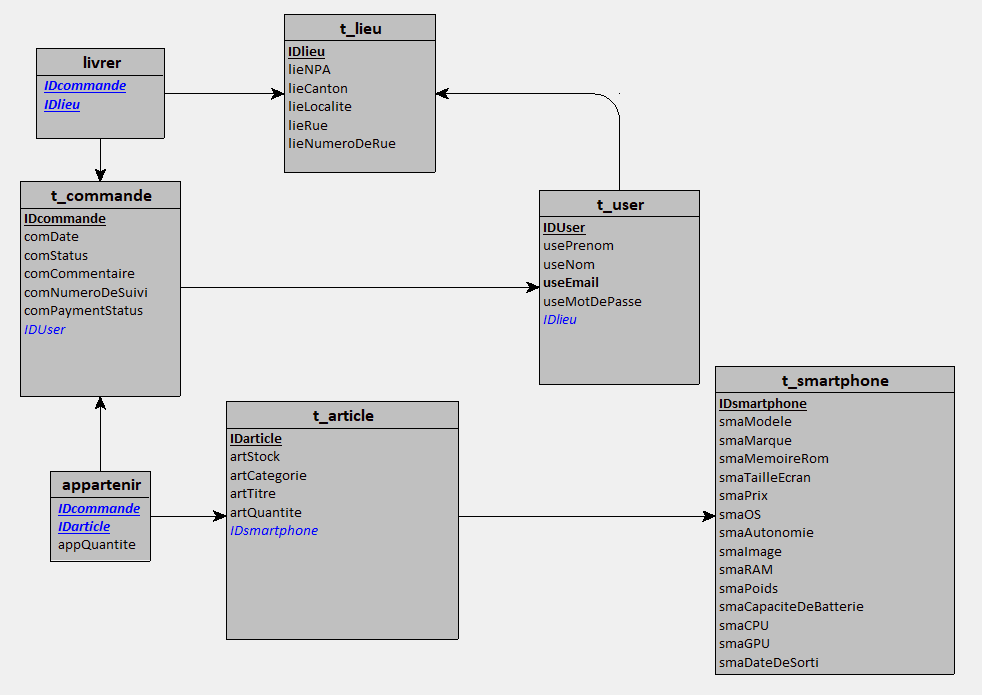 t_lieu
IDlieu
lieNPA
lieCanton
lieLocalite
lieRue
lieNumeroDeRue
livrer
IDcommande
IDlieu
t_commande
IDcommande
comDate
comStatus
comCommentaire
comNumeroDeSuivi
comPaymentStatus
IDUser
t_user
IDUser
usePrenom
useNom
useEmail
useMotDePasse
IDlieu
t_smartphone
IDsmartphone
smaModele
smaMarque
smaMemoireRom
smaTailleEcran
smaPrix
smaOS
smaAutonomie
smaImage
smaRAM
smaPoids
smaCapaciteDeBatterie
smaCPU
smaGPU
smaDateDeSorti
t_article
IDarticle
artStock
artCategorie
artTitre
artQuantite
IDsmartphone
appartenir
IDcommande
IDarticle
appQuantite